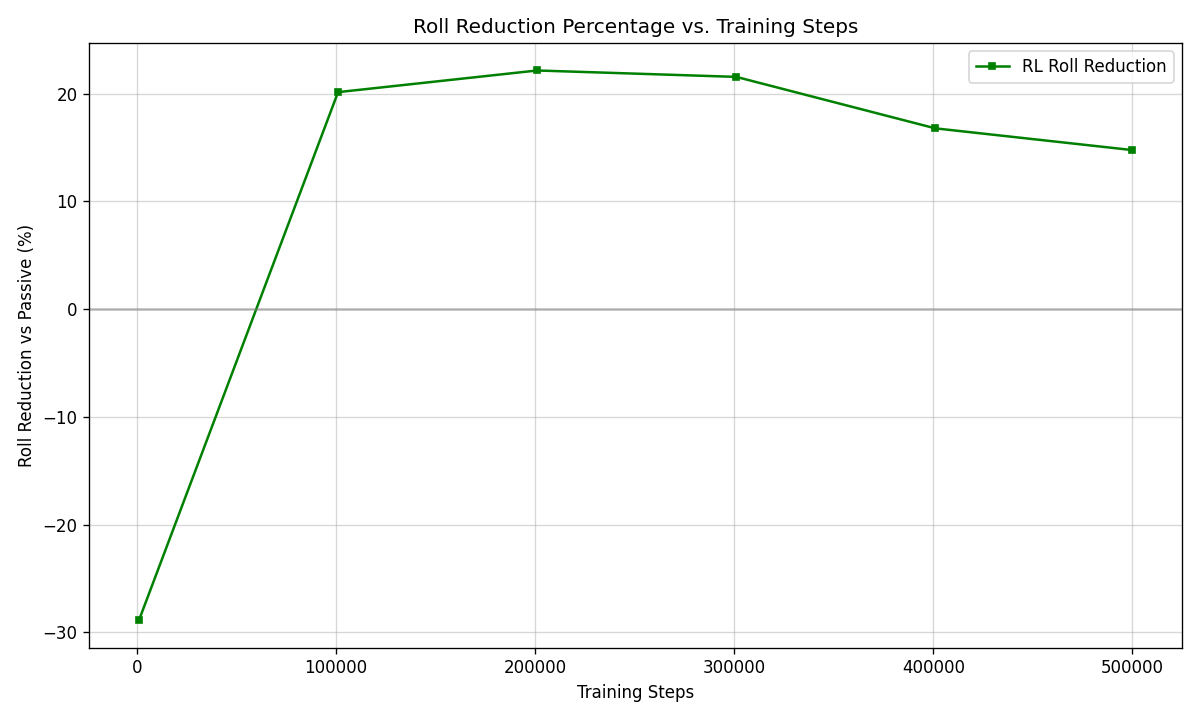 Roll Reduction Percentage vs. Training Steps
RL Roll Reduction
Roll Reduction vs Passive (%)
20
10
0
−10
−20
−30
0 100000 200000 300000 400000 500000
Training Steps